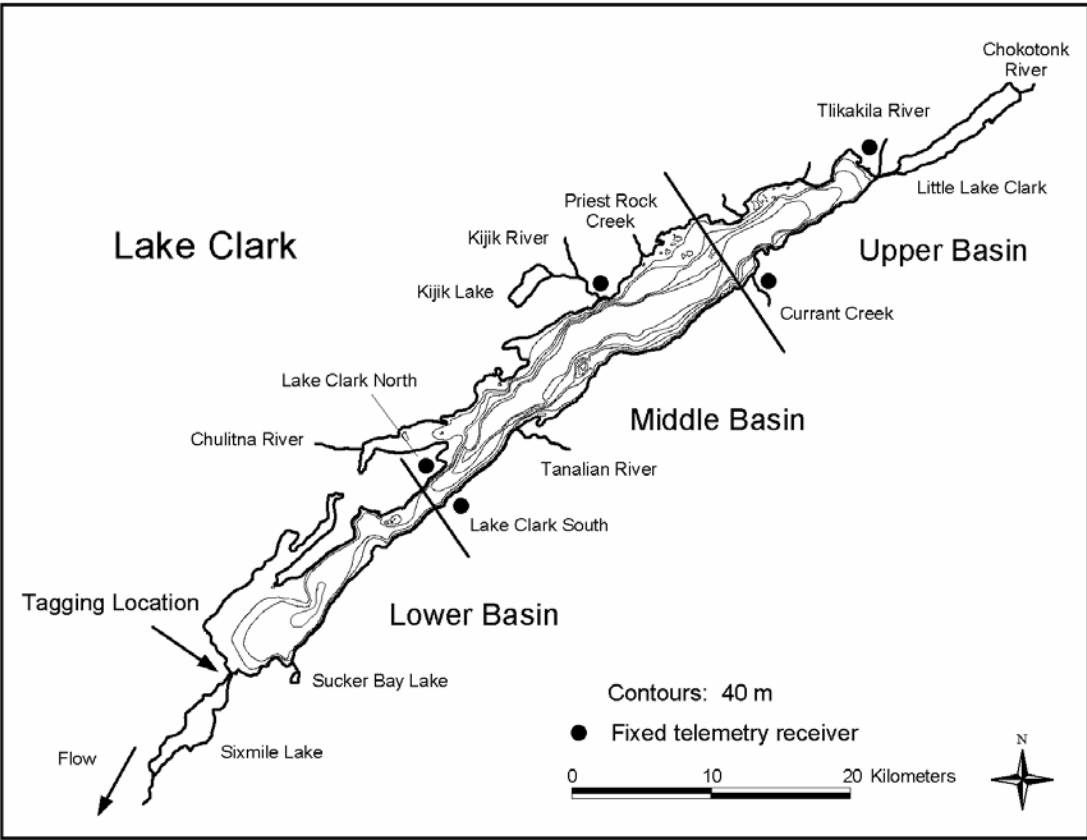 Chokotonk
River
Tlikakila River
Little Lake Clark
Priest Rock
Creek
Kijik River
Lake Clark
Upper Basin
Kijik Lake
Currant Creek
Lake Clark North
Middle Basin
Chulitna River
Tanalian River
Lake Clark South
Tagging Location
Lower Basin
Sucker Bay Lake
Contours: 40 m
Fixed telemetry receiver
Sixmile Lake
Flow
0 10 20 Kilometers
N